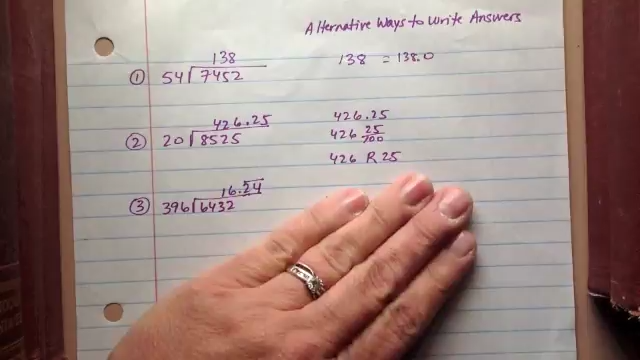 Alternative Ways to Write Answers
138
① 54 7452
138 = 138.0
426.25
② 20 8525
426.25
426 25/100
426 R 25
16.24
③ 396 6432